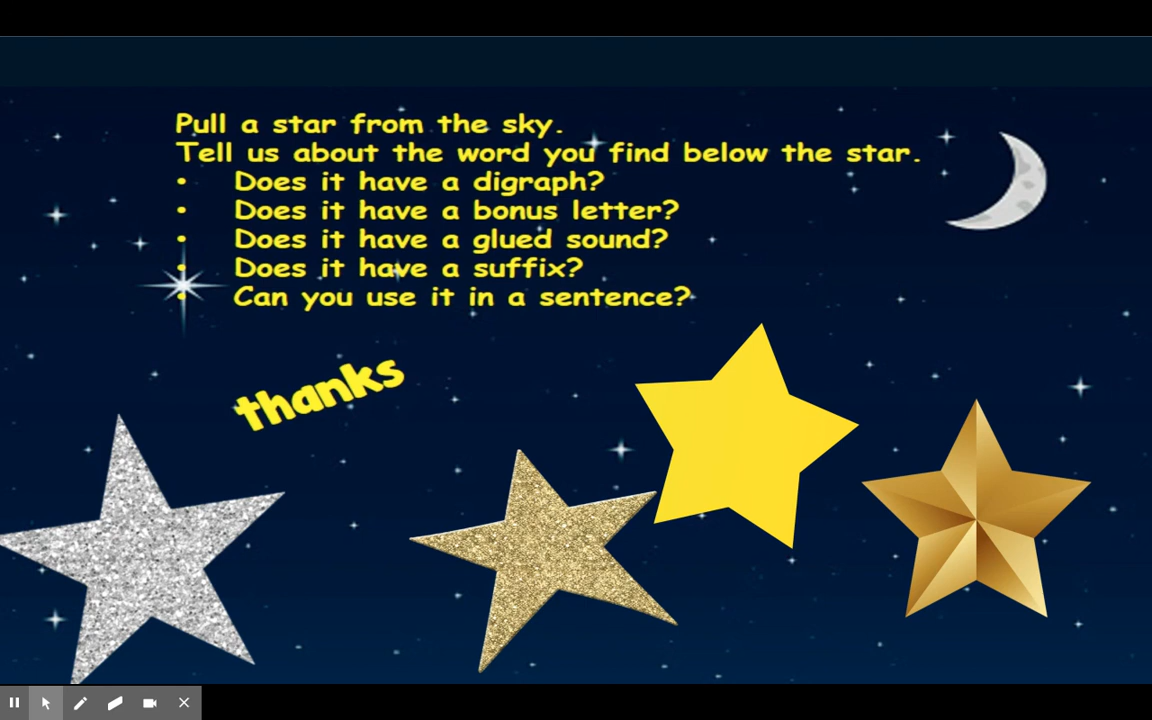 Pull a star from the sky.
Tell us about the word you find below the star.
• Does it have a digraph?
• Does it have a bonus letter?
• Does it have a glued sound?
• Does it have a suffix?
• Can you use it in a sentence?
thanks